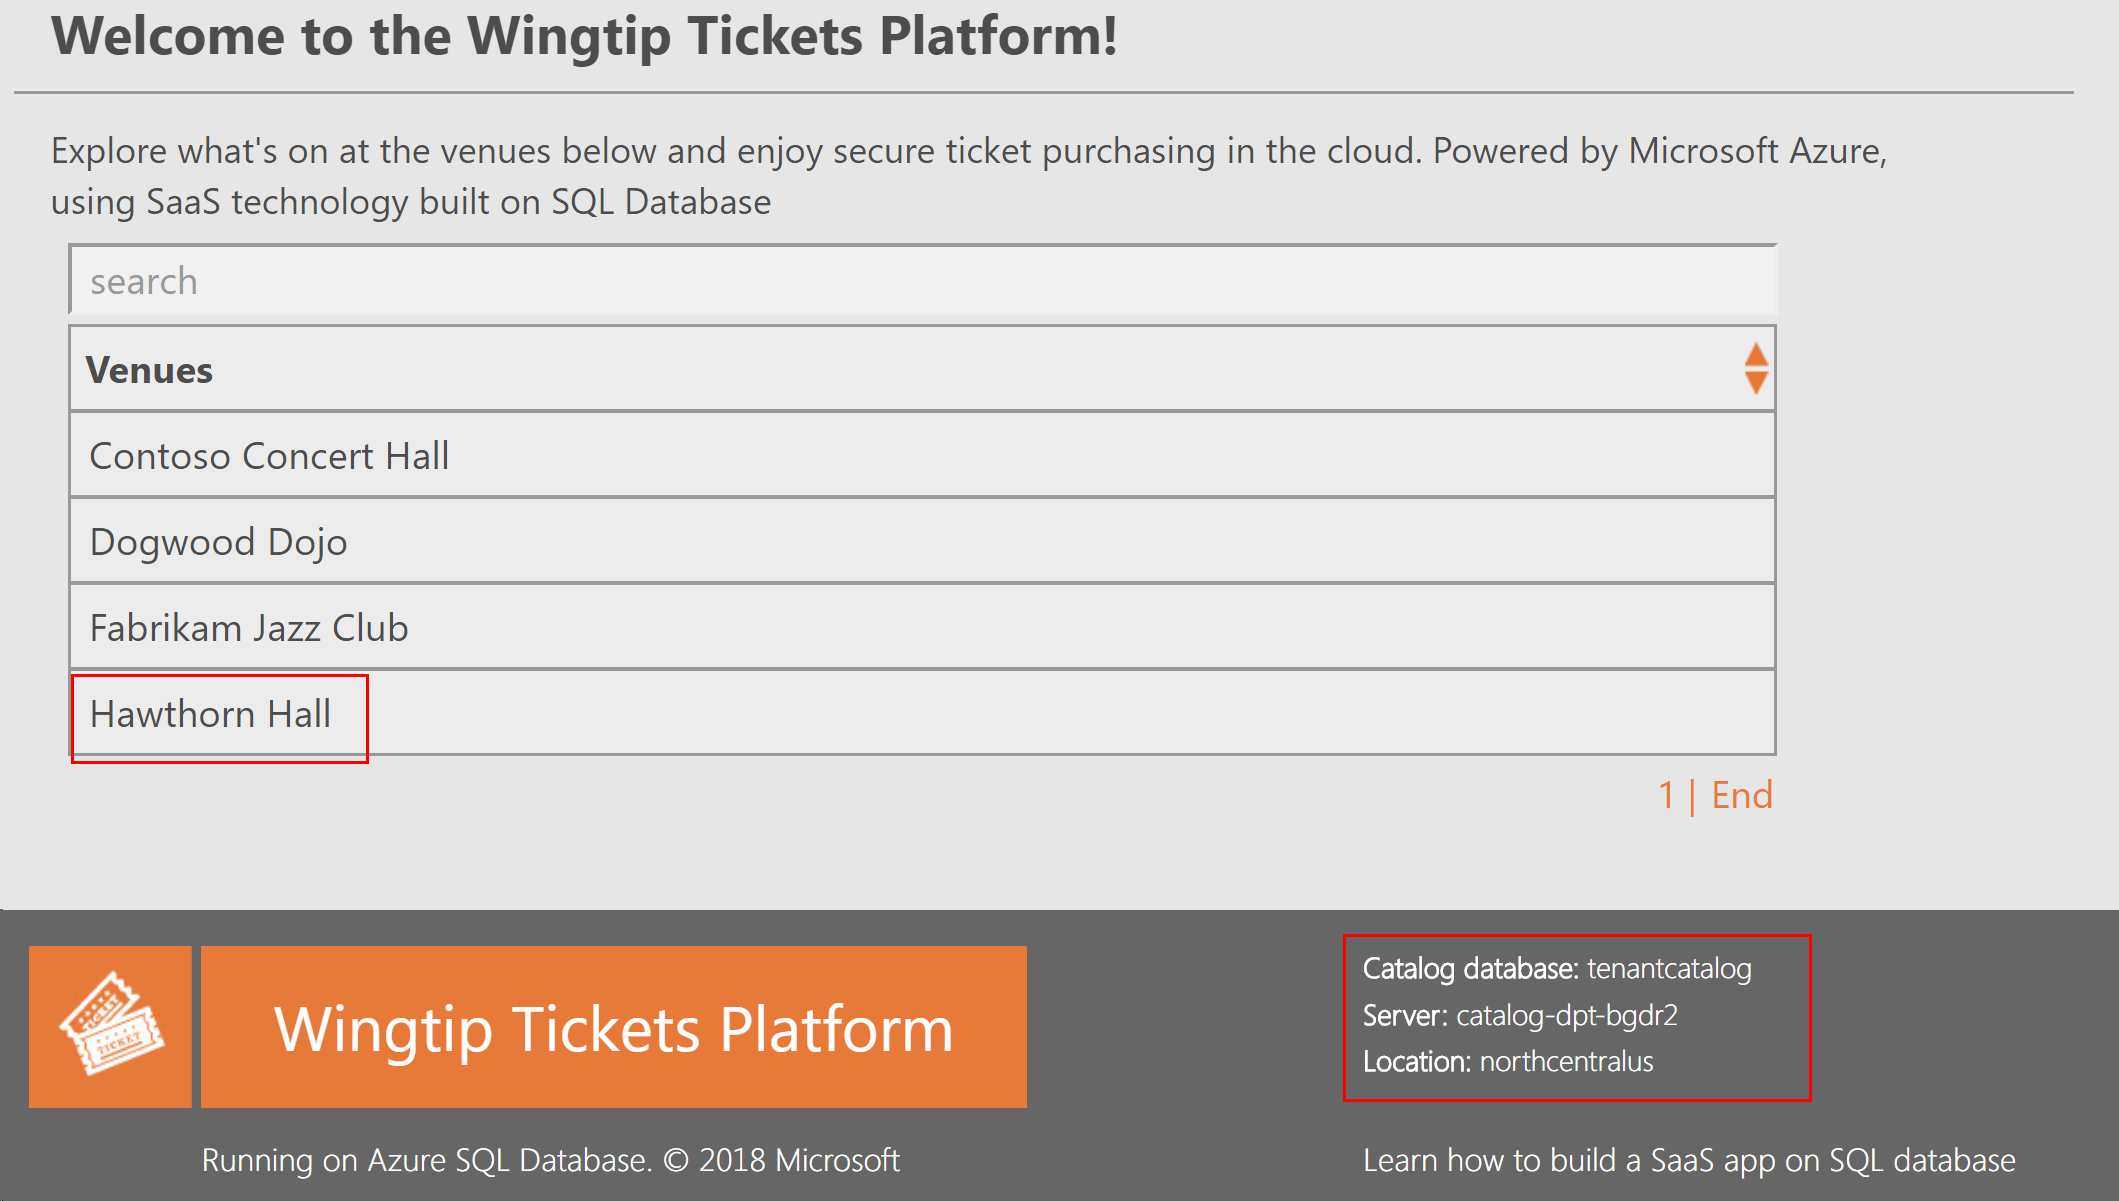 Welcome to the Wingtip Tickets Platform!
Explore what's on at the venues below and enjoy secure ticket purchasing in the cloud. Powered by Microsoft Azure,
using SaaS technology built on SQL Database
search
Venues
Contoso Concert Hall
Dogwood Dojo
Fabrikam Jazz Club
Hawthorn Hall
1 | End
TICKET
TICKET
Wingtip Tickets Platform
Catalog database: tenantcatalog
Server: catalog-dpt-bgdr2
Location: northcentralus
Running on Azure SQL Database. © 2018 Microsoft
Learn how to build a SaaS app on SQL database